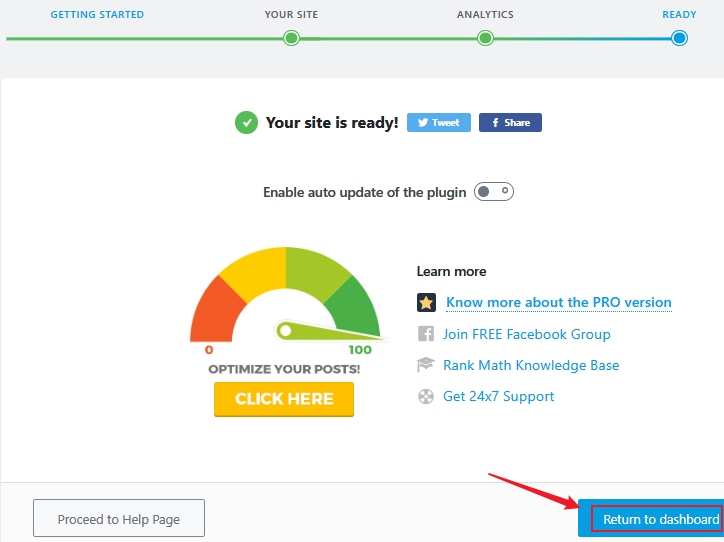 GETTING STARTED
YOUR SITE
ANALYTICS
READY
Your site is ready!
Tweet
Share
Enable auto update of the plugin
0
100
OPTIMIZE YOUR POSTS!
CLICK HERE
Learn more
Know more about the PRO version
Join FREE Facebook Group
Rank Math Knowledge Base
Get 24x7 Support
Proceed to Help Page
Return to dashboard